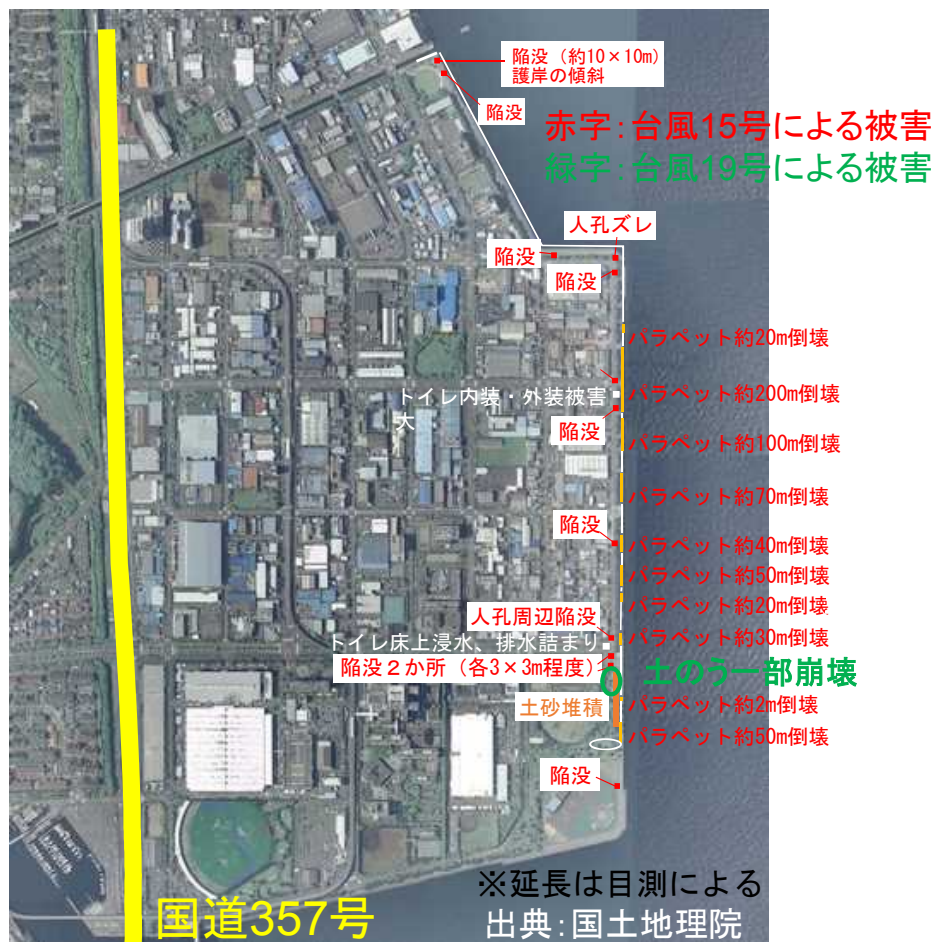 陥没（約10×10m）
護岸の傾斜
陥没
赤字：台風15号による被害
緑字：台風19号による被害
人孔ズレ
陥没
陥没
パラペット約20m倒壊
トイレ内装・外装被害
大
パラペット約200m倒壊
陥没
パラペット約100m倒壊
パラペット約70m倒壊
陥没
パラペット約40m倒壊
パラペット約50m倒壊
パラペット約20m倒壊
人孔周辺陥没
パラペット約30m倒壊
トイレ床上浸水、排水詰まり
陥没２か所（各3×3m程度）
土のう一部崩壊
土砂堆積
パラペット約2m倒壊
パラペット約50m倒壊
陥没
※延長は目測による
国道357号
出典：国土地理院